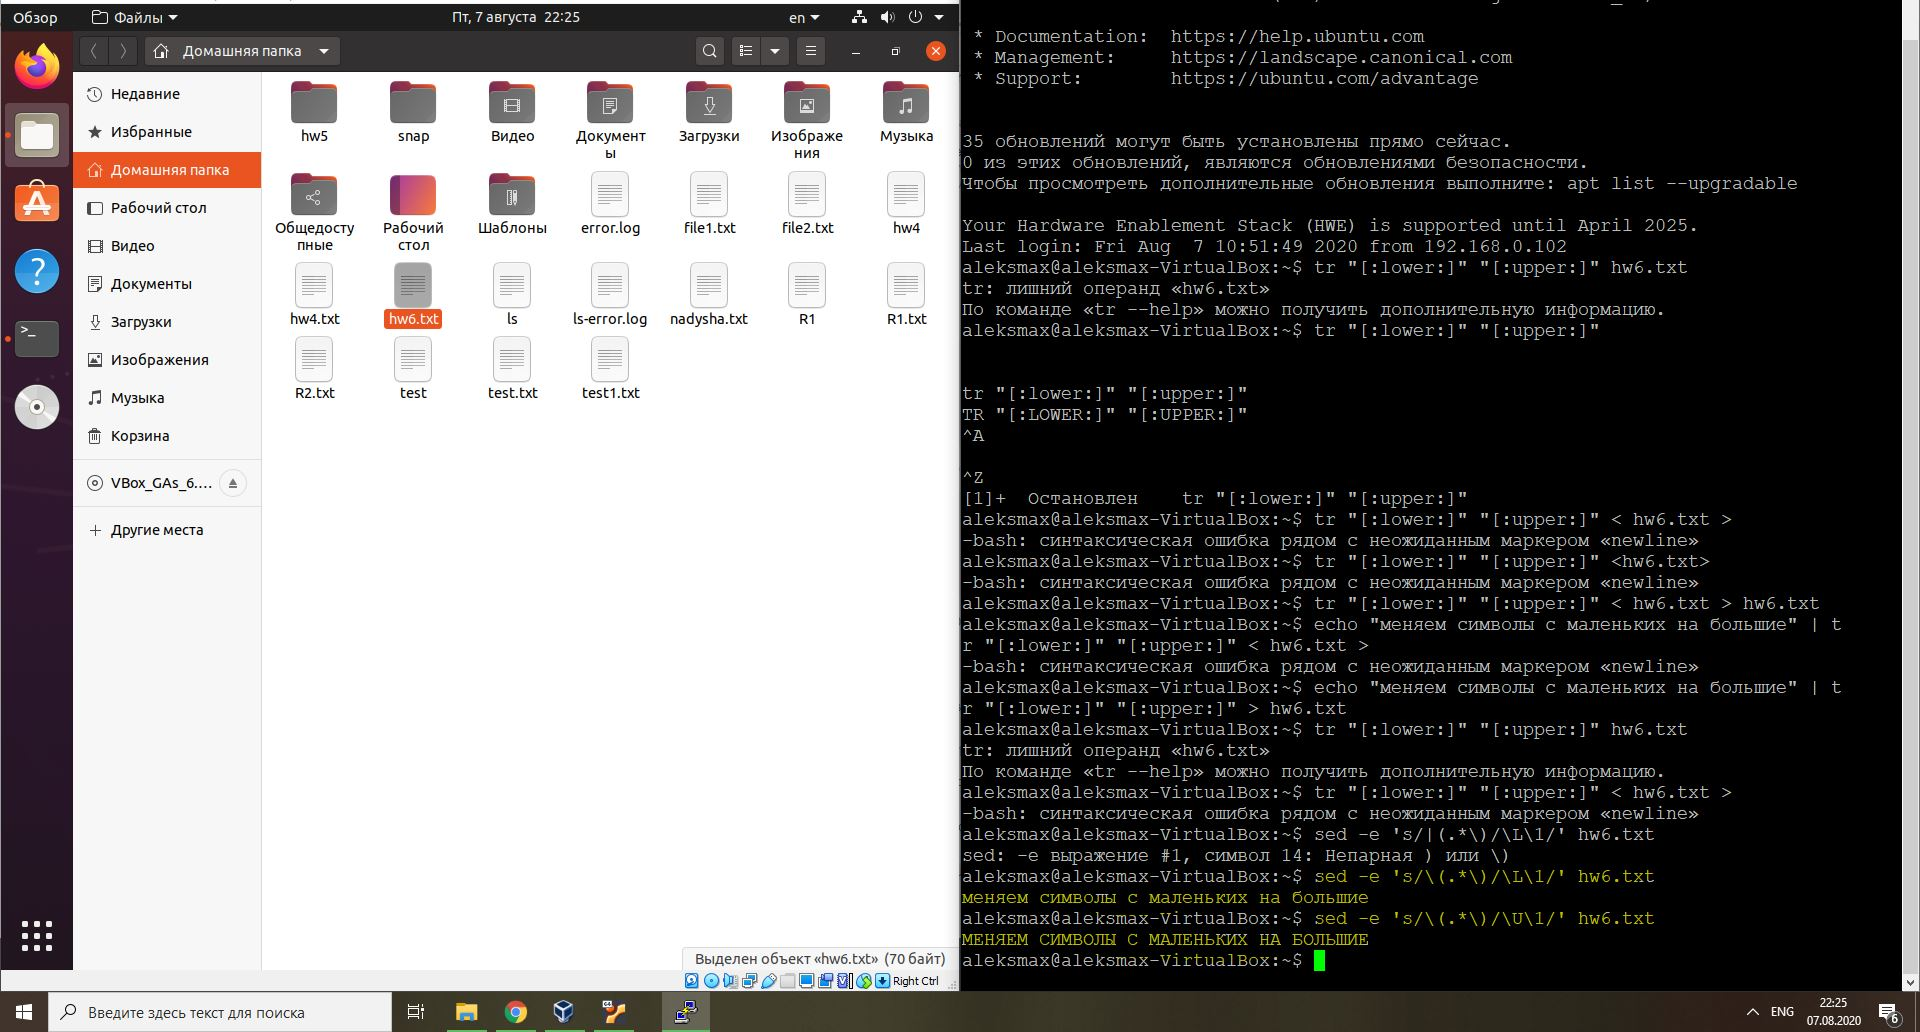 Обзор
Файлы
Пт, 7 августа 22:25
en
Домашняя папка
Недавние
Избранные
Домашняя папка
Рабочий стол
Видео
Документы
Загрузки
Изображения
Музыка
Корзина
VBox_GAs_6....
Другие места
hw5
snap
Видео
Документ
ы
Загрузки
Изображе
ния
Музыка
Общедосту
пные
Рабочий
стол
Шаблоны
error.log
file1.txt
file2.txt
hw4
hw4.txt
hw6.txt
ls
ls-error.log
nadysha.txt
R1
R1.txt
R2.txt
test
test.txt
test1.txt
Выделен объект «hw6.txt» (70 байт)
Right Ctrl
* Documentation: https://help.ubuntu.com
* Management: https://landscape.canonical.com
* Support: https://ubuntu.com/advantage
35 обновлений могут быть установлены прямо сейчас.
0 из этих обновлений, являются обновлениями безопасности.
Чтобы просмотреть дополнительные обновления выполните: apt list --upgradable
Your Hardware Enablement Stack (HWE) is supported until April 2025.
Last login: Fri Aug  7 10:51:49 2020 from 192.168.0.102
aleksmax@aleksmax-VirtualBox:~$ tr "[:lower:]" "[:upper:]" hw6.txt
tr: лишний операнд «hw6.txt»
По команде «tr --help» можно получить дополнительную информацию.
aleksmax@aleksmax-VirtualBox:~$ tr "[:lower:]" "[:upper:]"
tr "[:lower:]" "[:upper:]"
TR "[:LOWER:]" "[:UPPER:]"
^A
^Z
[1]+  Остановлен    tr "[:lower:]" "[:upper:]"
aleksmax@aleksmax-VirtualBox:~$ tr "[:lower:]" "[:upper:]" < hw6.txt >
-bash: синтаксическая ошибка рядом с неожиданным маркером «newline»
aleksmax@aleksmax-VirtualBox:~$ tr "[:lower:]" "[:upper:]" <hw6.txt>
-bash: синтаксическая ошибка рядом с неожиданным маркером «newline»
aleksmax@aleksmax-VirtualBox:~$ tr "[:lower:]" "[:upper:]" < hw6.txt > hw6.txt
aleksmax@aleksmax-VirtualBox:~$ echo "меняем символы с маленьких на большие" | t
r "[:lower:]" "[:upper:]" < hw6.txt >
-bash: синтаксическая ошибка рядом с неожиданным маркером «newline»
aleksmax@aleksmax-VirtualBox:~$ echo "меняем символы с маленьких на большие" | t
r "[:lower:]" "[:upper:]" > hw6.txt
aleksmax@aleksmax-VirtualBox:~$ tr "[:lower:]" "[:upper:]" hw6.txt
tr: лишний операнд «hw6.txt»
По команде «tr --help» можно получить дополнительную информацию.
aleksmax@aleksmax-VirtualBox:~$ tr "[:lower:]" "[:upper:]" < hw6.txt >
-bash: синтаксическая ошибка рядом с неожиданным маркером «newline»
aleksmax@aleksmax-VirtualBox:~$ sed -e 's/|(.*\)/\L\1/' hw6.txt
sed: -e выражение #1, символ 14: Непарная ) или \)
aleksmax@aleksmax-VirtualBox:~$ sed -e 's/\(.*\)/\L\1/' hw6.txt
меняем символы с маленьких на большие
aleksmax@aleksmax-VirtualBox:~$ sed -e 's/\(.*\)/\U\1/' hw6.txt
МЕНЯЕМ СИМВОЛЫ С МАЛЕНЬКИХ НА БОЛЬШИЕ
aleksmax@aleksmax-VirtualBox:~$
Введите здесь текст для поиска
ENG
22:25
07.08.2020
6